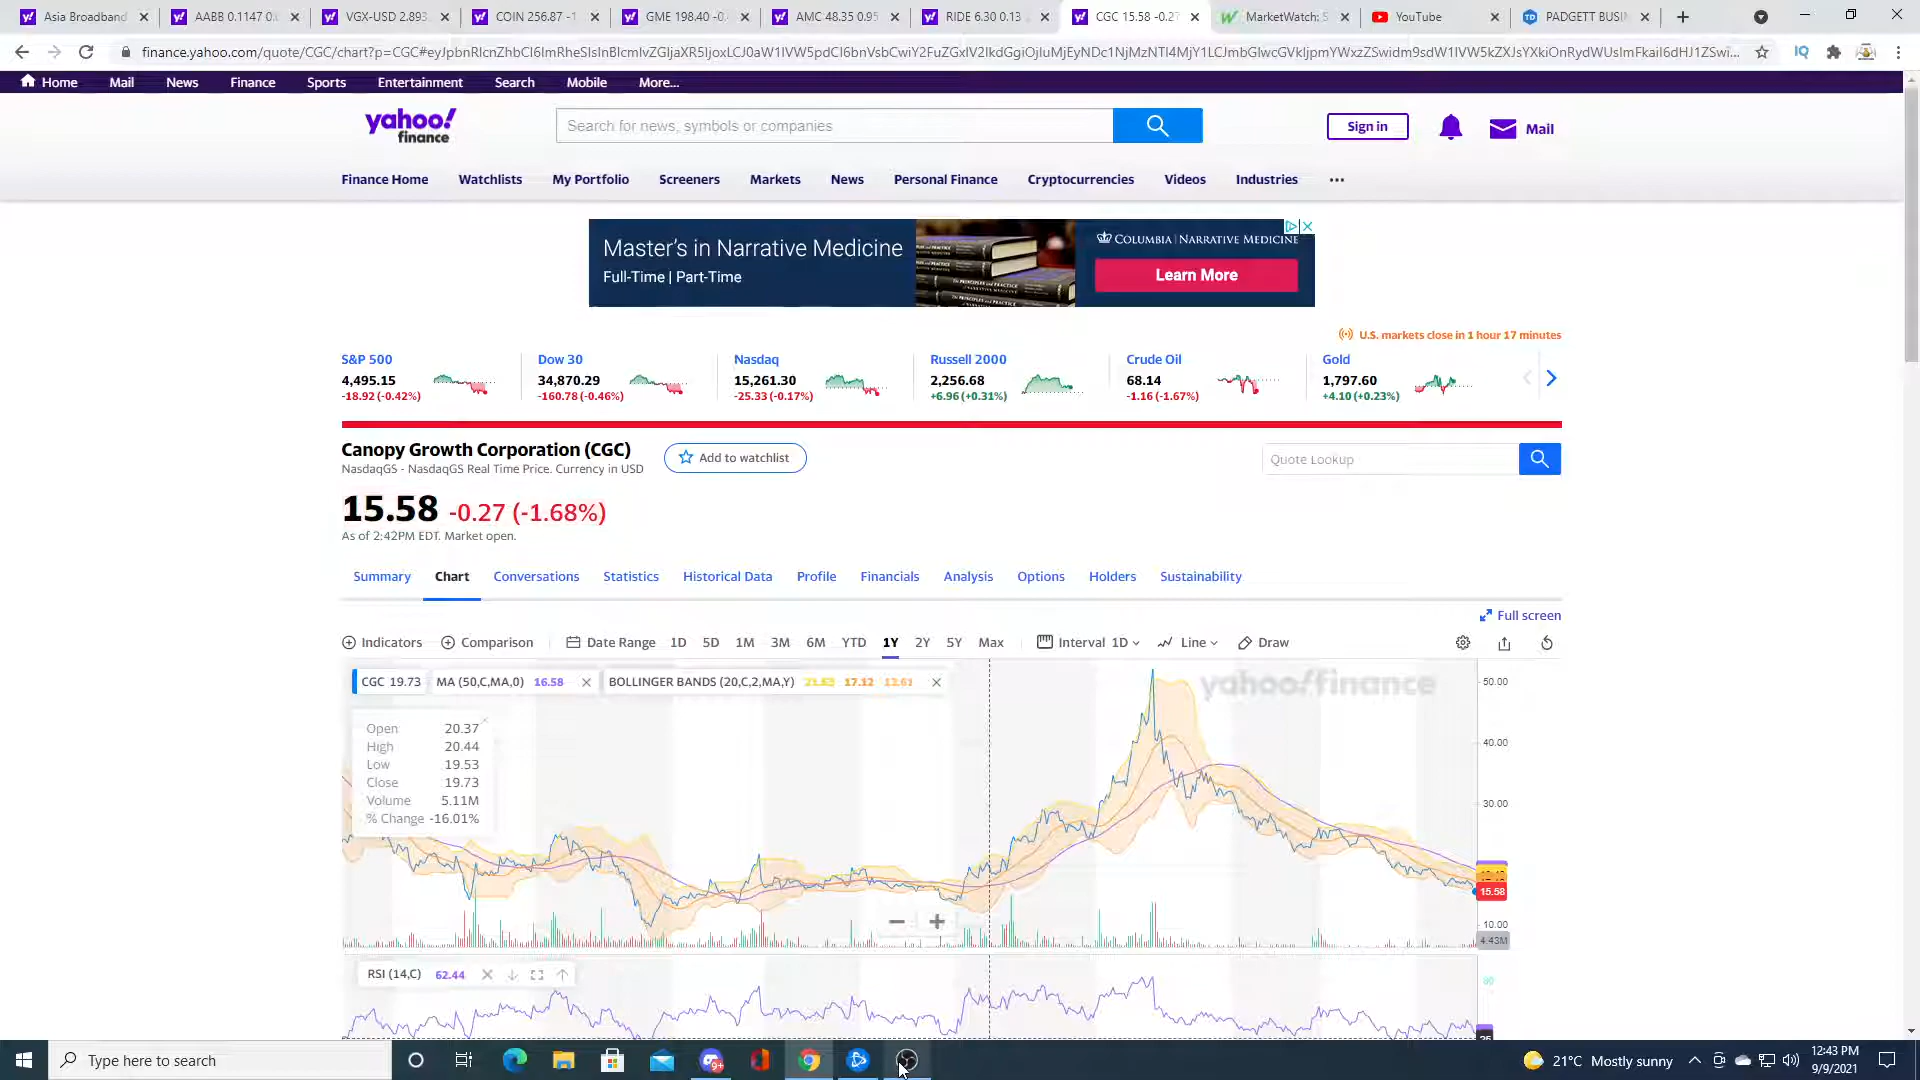 Asia Broadband
AABB 0.1147 0.
VGX-USD 2.893
COIN 256.87 -1
GME 198.40 -0.
AMC 48.35 0.95
RIDE 6.30 0.13
CGC 15.58 -0.27
MarketWatch: S
YouTube
PADGETT BUSI
Home Mail News Finance Sports Entertainment Search Mobile More...
yahoo!
finance
Search for news, symbols or companies
Sign in
Mail
Finance Home Watchlists My Portfolio Screeners Markets News Personal Finance Cryptocurrencies Videos Industries ...
Master's in Narrative Medicine
Full-Time | Part-Time
COLUMBIA | NARRATIVE MEDICINE
Learn More
U.S. markets close in 1 hour 17 minutes
S&P 500
4,495.15
-18.92 (-0.42%)
Dow 30
34,870.29
-160.78 (-0.46%)
Nasdaq
15,261.30
-25.33 (-0.17%)
Russell 2000
2,256.68
+6.96 (+0.31%)
Crude Oil
68.14
-1.16 (-1.67%)
Gold
1,797.60
+4.10 (+0.23%)
Canopy Growth Corporation (CGC)
NasdaqGS - NasdaqGS Real Time Price. Currency in USD
Add to watchlist
Quote Lookup
15.58 -0.27 (-1.68%)
As of 2:42PM EDT. Market open.
Summary Chart Conversations Statistics Historical Data Profile Financials Analysis Options Holders Sustainability
Full screen
Indicators Comparison Date Range 1D 5D 1M 3M 6M YTD 1Y 2Y 5Y Max Interval 1D Line Draw
CGC 19.73 MA (50,C,MA,0) 16.58 BOLLINGER BANDS (20,C,2,MA,Y) 17.12
yahoo!finance
Open 20.37
High 20.44
Low 19.53
Close 19.73
Volume 5.11M
% Change -16.01%
50.00
40.00
30.00
15.58
10.00
4.43M
RSI (14,C) 62.44
Type here to search
9+
21°C Mostly sunny
12:43 PM
9/9/2021